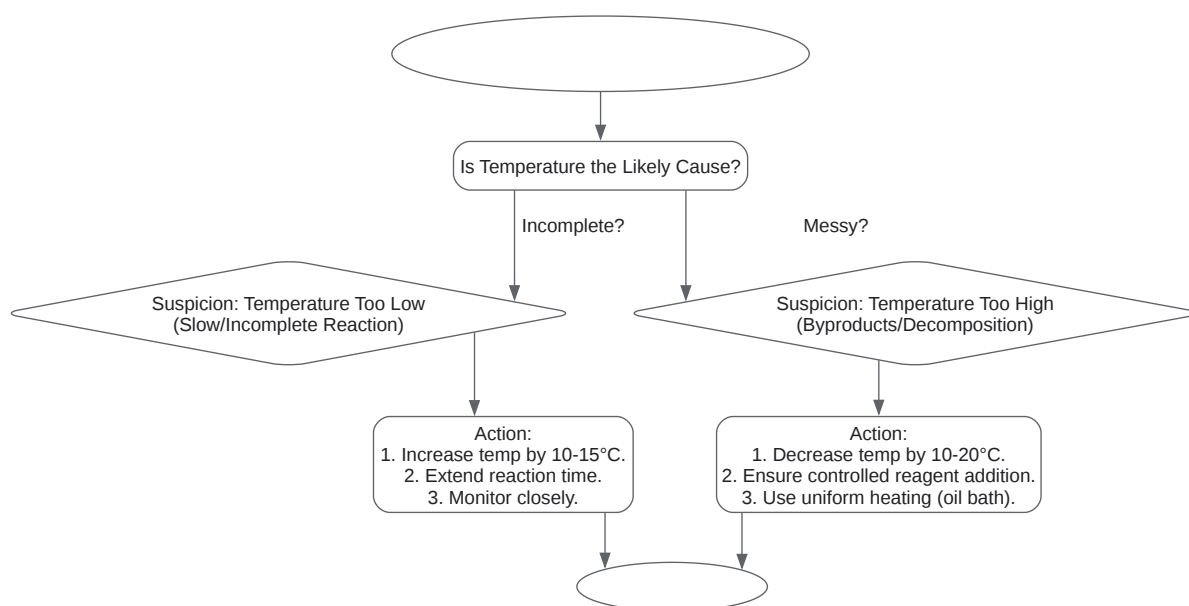 Is Temperature the Likely Cause?
Incomplete?
Messy?
Suspicion: Temperature Too Low
(Slow/Incomplete Reaction)
Suspicion: Temperature Too High
(Byproducts/Decomposition)
Action:
1. Increase temp by 10-15°C.
2. Extend reaction time.
3. Monitor closely.
Action:
1. Decrease temp by 10-20°C.
2. Ensure controlled reagent addition.
3. Use uniform heating (oil bath).